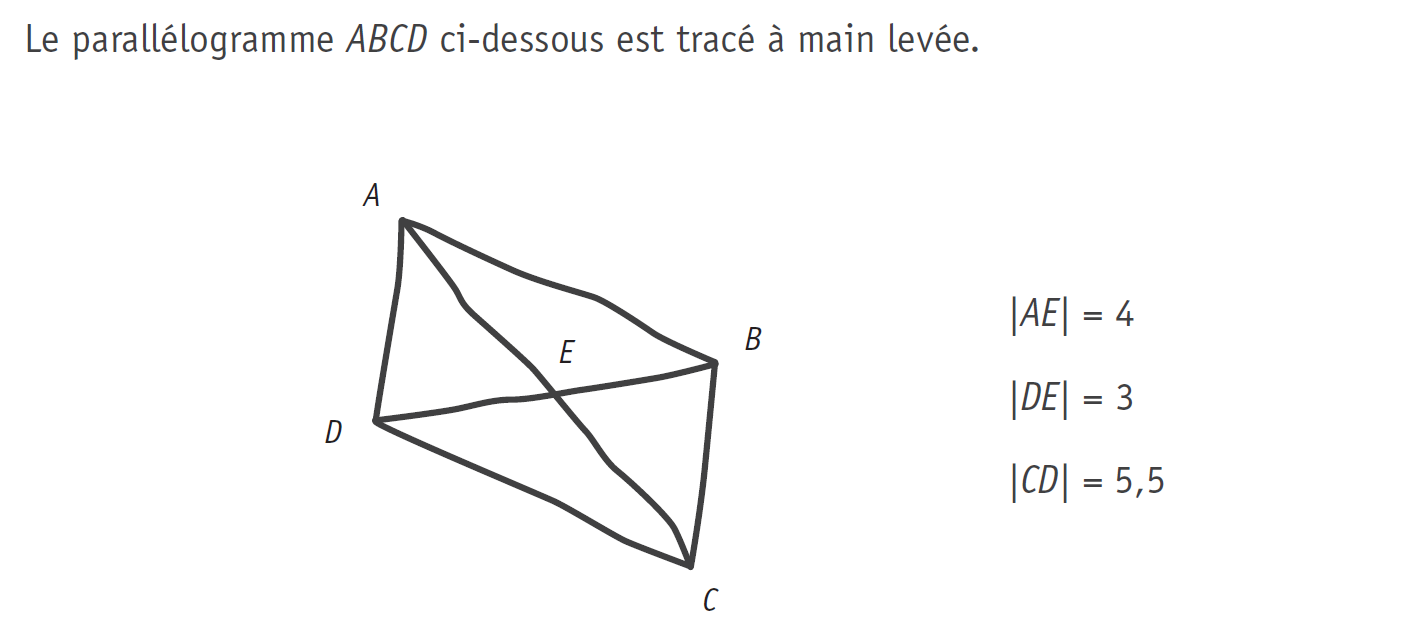 Le parallélogramme ABCD ci-dessous est tracé à main levée.
A
B
E
D
C
|AE| = 4
|DE| = 3
|CD| = 5,5